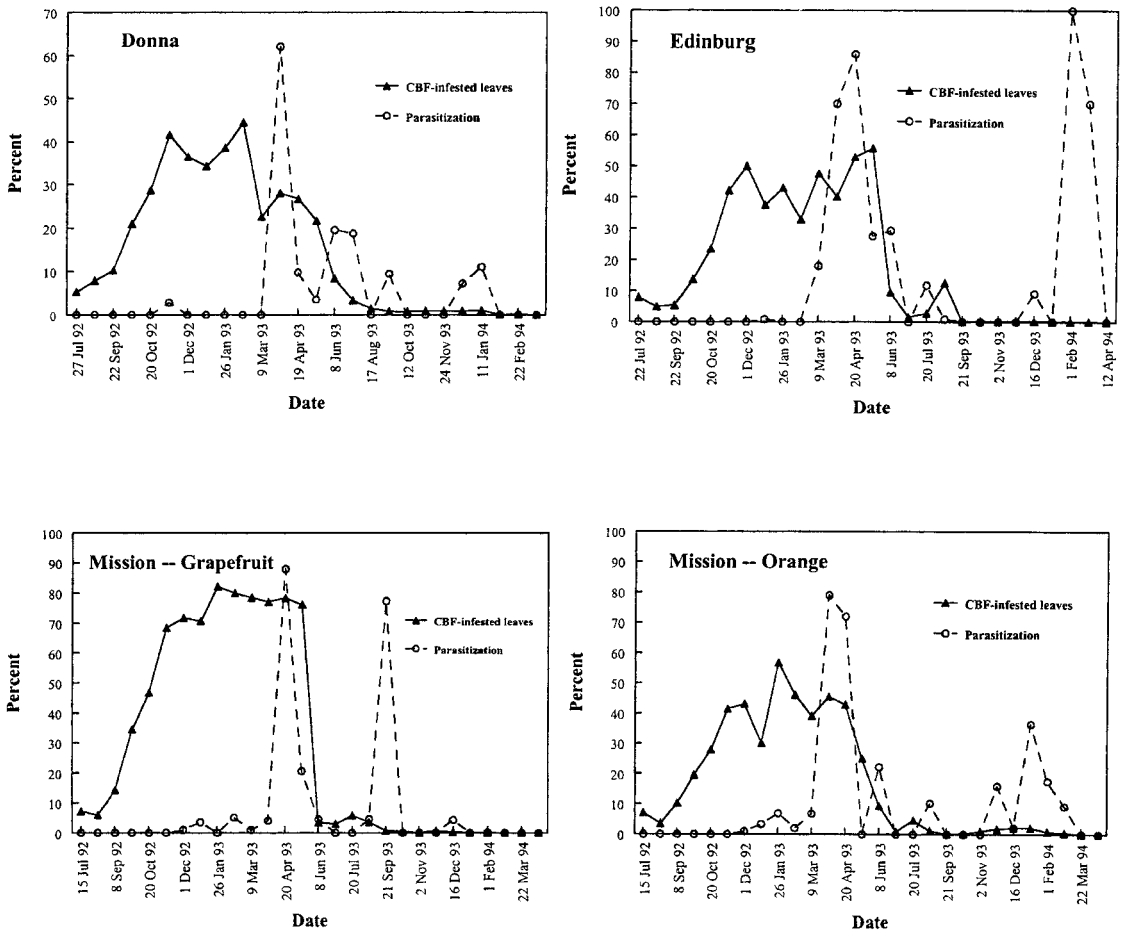 Donna
CBF-infested leaves
Parasitization
Percent
70
60
50
40
30
20
10
0
27 Jul 92
22 Sep 92
20 Oct 92
1 Dec 92
26 Jan 93
9 Mar 93
19 Apr 93
8 Jun 93
17 Aug 93
12 Oct 93
24 Nov 93
11 Jan 94
22 Feb 94
Date
Edinburg
CBF-infested leaves
Parasitization
Percent
100
90
80
70
60
50
40
30
20
10
0
22 Jul 92
22 Sep 92
20 Oct 92
1 Dec 92
26 Jan 93
9 Mar 93
20 Apr 93
8 Jun 93
20 Jul 93
21 Sep 93
2 Nov 93
16 Dec 93
1 Feb 94
12 Apr 94
Date
Mission -- Grapefruit
CBF-infested leaves
Parasitization
Percent
100
90
80
70
60
50
40
30
20
10
0
15 Jul 92
8 Sep 92
20 Oct 92
1 Dec 92
26 Jan 93
9 Mar 93
20 Apr 93
8 Jun 93
20 Jul 93
21 Sep 93
2 Nov 93
16 Dec 93
1 Feb 94
22 Mar 94
Date
Mission -- Orange
CBF-infested leaves
Parasitization
Percent
100
90
80
70
60
50
40
30
20
10
0
15 Jul 92
8 Sep 92
20 Oct 92
1 Dec 92
26 Jan 93
9 Mar 93
20 Apr 93
8 Jun 93
20 Jul 93
21 Sep 93
2 Nov 93
16 Dec 93
1 Feb 94
22 Mar 94
Date